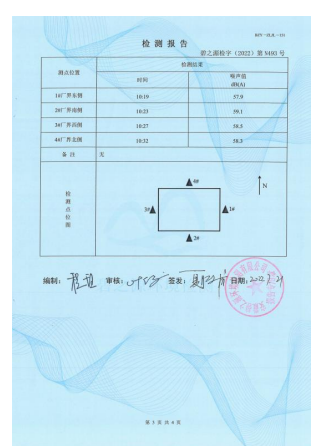 检 测 报 告
碧之源检字（2022）第 N493 号
测点位置 检测结果
时间 噪声值 dB(A)
1#厂界东侧 10:19 57.9
2#厂界南侧 10:23 59.1
3#厂界西侧 10:27 58.5
4#厂界北侧 10:32 58.3
备 注 无
检测点位图
4#
N
3# 1#
2#
编制： 审核： 签发： 日期：
第 3 页 共 4 页